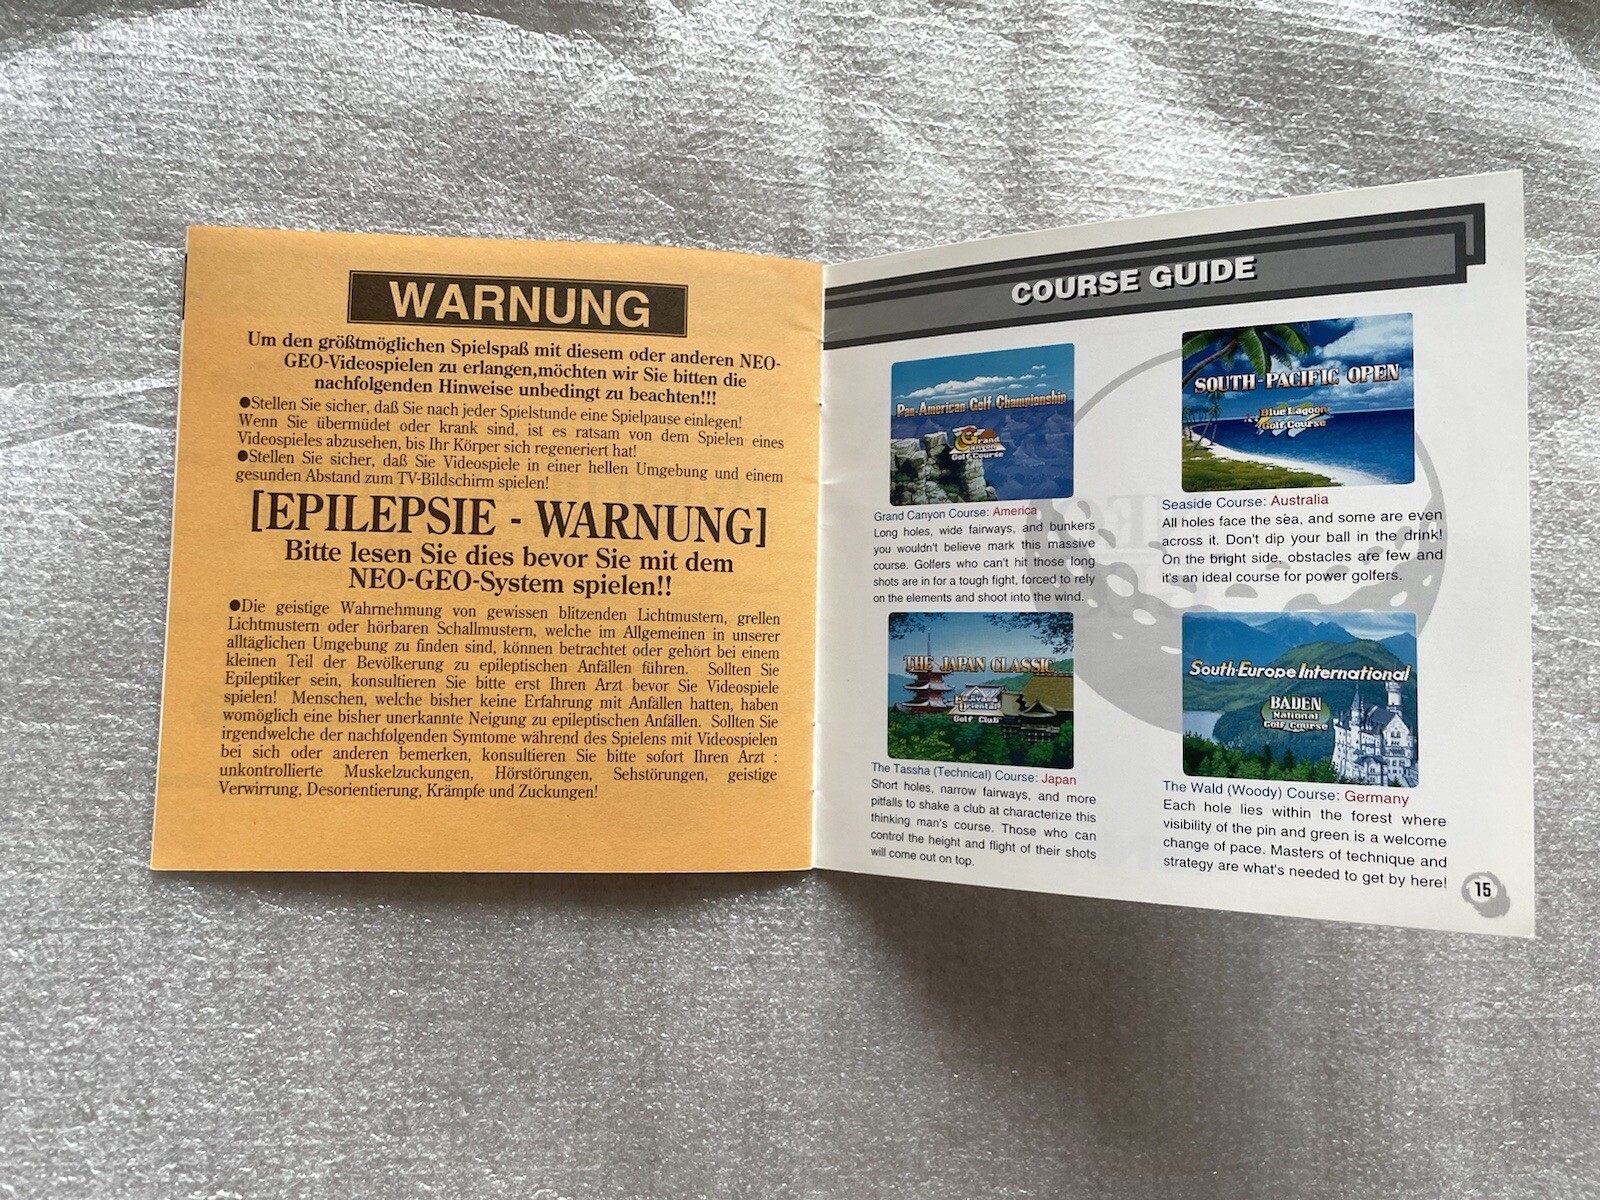 WARNUNG
Um den größtmöglichen Spielspaß mit diesem oder anderen NEO-
GEO-Videospielen zu erlangen,möchten wir Sie bitten die
nachfolgenden Hinweise unbedingt zu beachten!!!
●Stellen Sie sicher, daß Sie nach jeder Spielstunde eine Spielpause einlegen!
Wenn Sie übermüdet oder krank sind, ist es ratsam von dem Spielen eines
Videospieles abzusehen, bis Ihr Körper sich regeneriert hat!
●Stellen Sie sicher, daß Sie Videospiele in einer hellen Umgebung und einem
gesunden Abstand zum TV-Bildschirm spielen!
[EPILEPSIE - WARNUNG]
Bitte lesen Sie dies bevor Sie mit dem
NEO-GEO-System spielen!!
●Die geistige Wahrnehmung von gewissen blitzenden Lichtmustern, grellen
Lichtmustern oder hörbaren Schallmustern, welche im Allgemeinen in unserer
alltäglichen Umgebung zu finden sind, können betrachtet oder gehört bei einem
kleinen Teil der Bevölkerung zu epileptischen Anfällen führen. Sollten Sie
Epileptiker sein, konsultieren Sie bitte erst Ihren Arzt bevor Sie Videospiele
spielen! Menschen, welche bisher keine Erfahrung mit Anfällen hatten, haben
womöglich eine bisher unerkannte Neigung zu epileptischen Anfällen. Sollten Sie
irgendwelche der nachfolgenden Symtome während des Spielens mit Videospielen
bei sich oder anderen bemerken, konsultieren Sie bitte sofort Ihren Arzt :
unkontrollierte Muskelzuckungen, Hörstörungen, Sehstörungen, geistige
Verwirrung, Desorientierung, Krämpfe und Zuckungen!
COURSE GUIDE
Pan-American Golf Championship
Grand
Canyon
Golf Course
Grand Canyon Course: America
Long holes, wide fairways, and bunkers
you wouldn't believe mark this massive
course. Golfers who can't hit those long
shots are in for a tough fight, forced to rely
on the elements and shoot into the wind.
SOUTH-PACIFIC OPEN
Blue Lagoon
Golf Course
Seaside Course: Australia
All holes face the sea, and some are even
across it. Don't dip your ball in the drink!
On the bright side, obstacles are few and
it's an ideal course for power golfers.
THE JAPAN CLASSIC
Fujiyama
Oriental
Golf Club
The Tassha (Technical) Course: Japan
Short holes, narrow fairways, and more
pitfalls to shake a club at characterize this
thinking man's course. Those who can
control the height and flight of their shots
will come out on top.
South-Europe International
BADEN
National
Golf Course
The Wald (Woody) Course: Germany
Each hole lies within the forest where
visibility of the pin and green is a welcome
change of pace. Masters of technique and
strategy are what's needed to get by here!
15